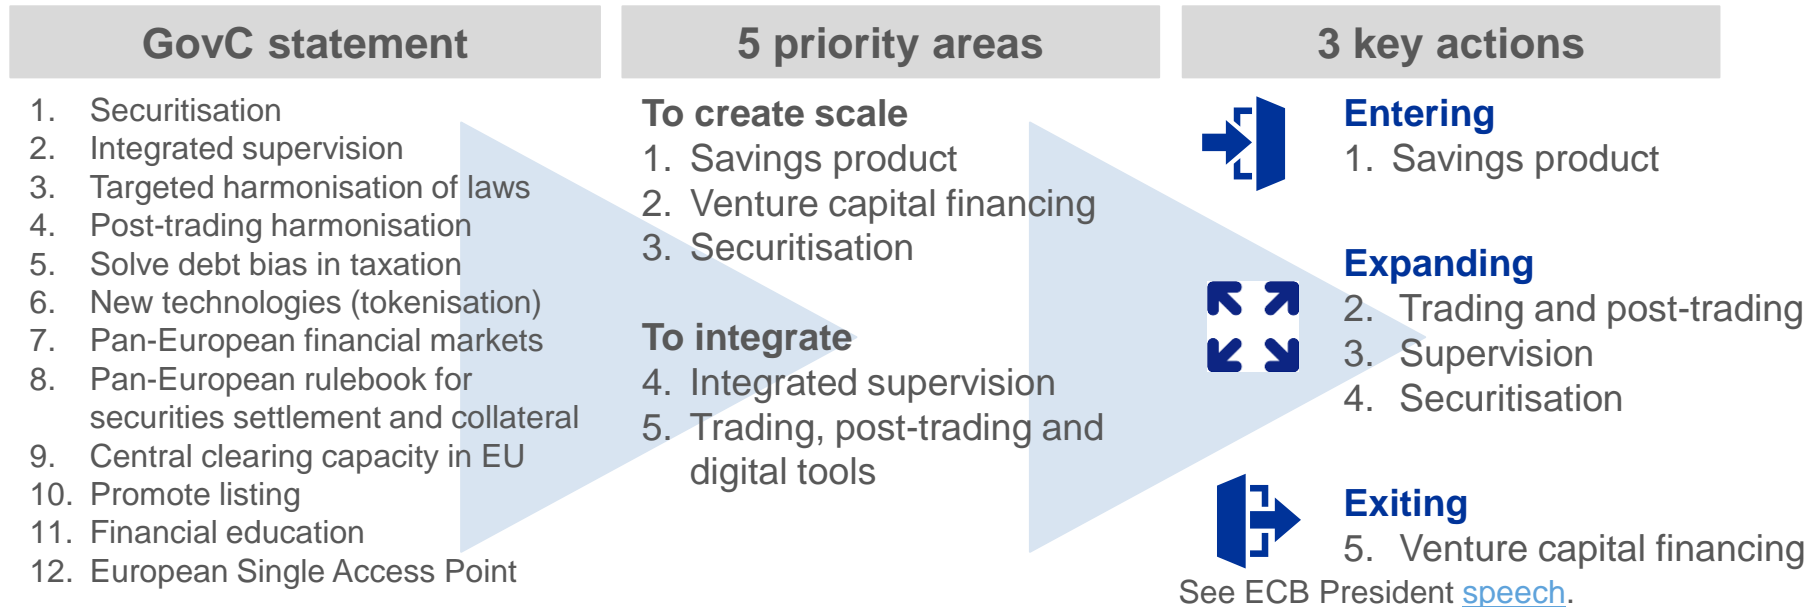 GovC statement
1. Securitisation
2. Integrated supervision
3. Targeted harmonisation of laws
4. Post-trading harmonisation
5. Solve debt bias in taxation
6. New technologies (tokenisation)
7. Pan-European financial markets
8. Pan-European rulebook for
securities settlement and collateral
9. Central clearing capacity in EU
10. Promote listing
11. Financial education
12. European Single Access Point
5 priority areas
To create scale
1. Savings product
2. Venture capital financing
3. Securitisation
To integrate
4. Integrated supervision
5. Trading, post-trading and
digital tools
3 key actions
Entering
1. Savings product
Expanding
2. Trading and post-trading
3. Supervision
4. Securitisation
Exiting
5. Venture capital financing
See ECB President speech.